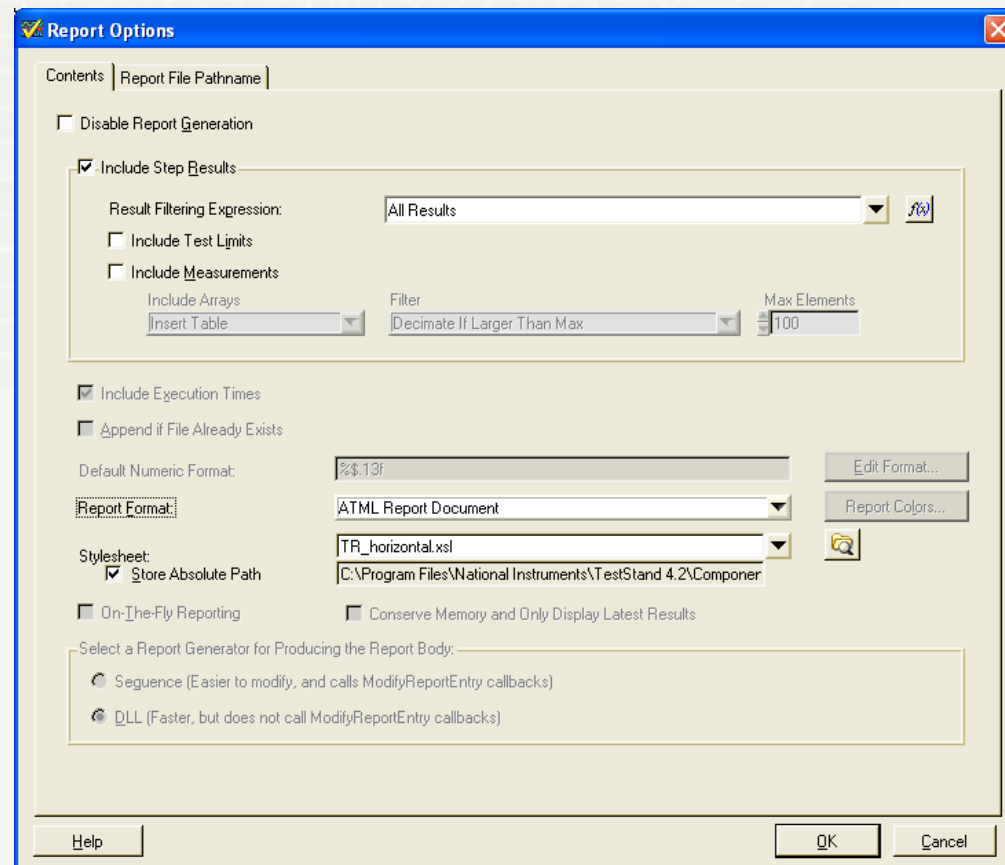 Report Options
Contents
Report File Pathname
Disable Report Generation
Include Step Results
Result Filtering Expression:
All Results
f(x)
Include Test Limits
Include Measurements
Include Arrays
Filter
Max Elements
Insert Table
Decimate If Larger Than Max
100
Include Execution Times
Append if File Already Exists
Default Numeric Format:
%$.13f
Edit Format...
Report Format:
ATML Report Document
Report Colors...
Stylesheet:
TR_horizontal.xsl
Store Absolute Path
C:\Program Files\National Instruments\TestStand 4.2\Componer
On-The-Fly Reporting
Conserve Memory and Only Display Latest Results
Select a Report Generator for Producing the Report Body:
Sequence (Easier to modify, and calls ModifyReportEntry callbacks)
DLL (Faster, but does not call ModifyReportEntry callbacks)
Help
OK
Cancel